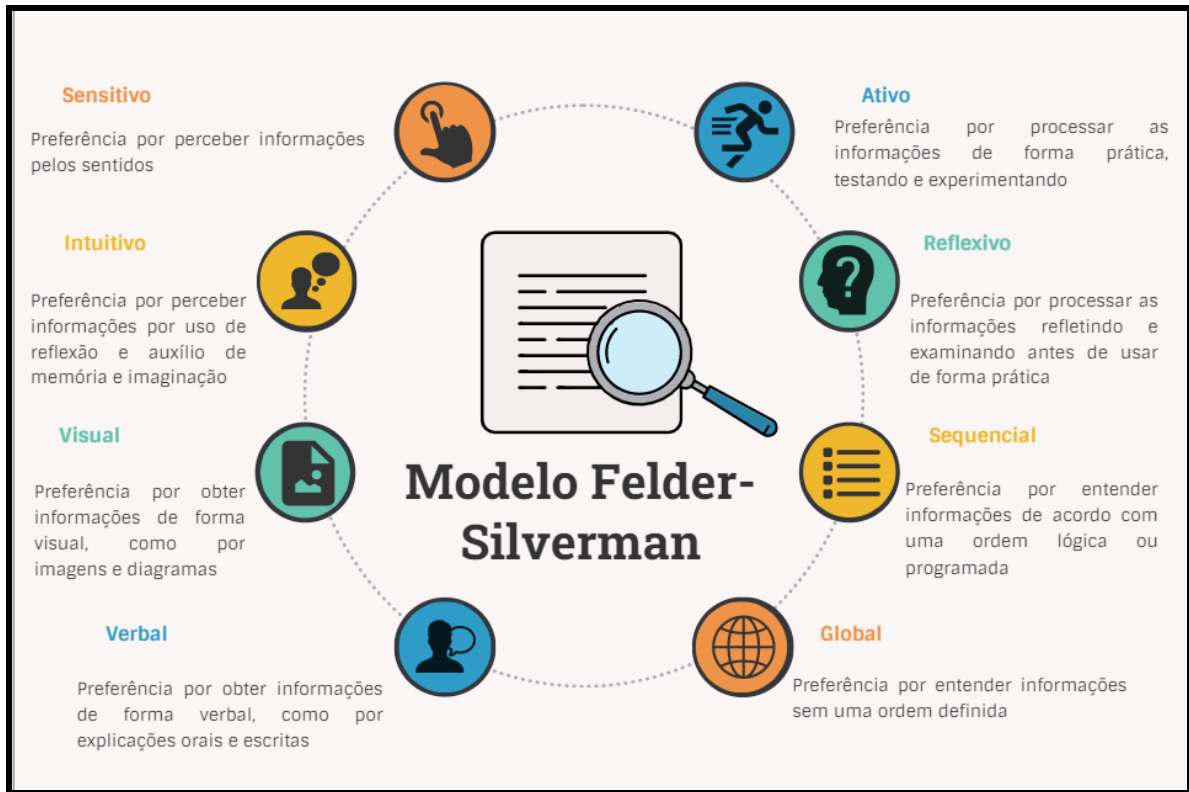 Sensitivo
Preferência por perceber informações
pelos sentidos
Intuitivo
Preferência por perceber
informações por uso de
reflexão e auxílio de
memória e imaginação
Visual
Preferência por obter
informações de forma
visual, como por
imagens e diagramas
Verbal
Preferência por obter informações
de forma verbal, como por
explicações orais e escritas
Modelo Felder-
Silverman
Ativo
Preferência por processar as
informações de forma prática,
testando e experimentando
Reflexivo
Preferência por processar as
informações refletindo e
examinando antes de usar
de forma prática
Sequencial
Preferência por entender
informações de acordo com
uma ordem lógica ou
programada
Global
Preferência por entender informações
sem uma ordem definida